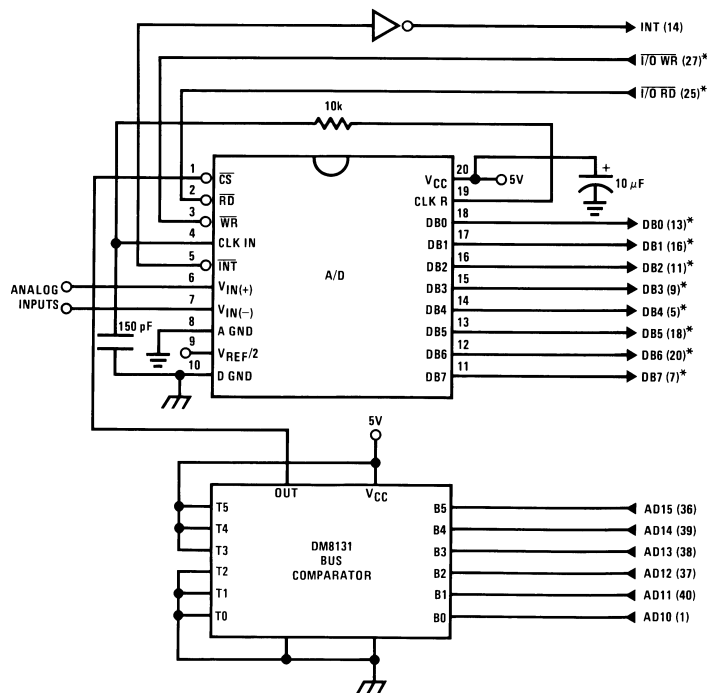 INT (14)
I/O WR (27)*
I/O RD (25)*
10k
1 CS
2 RD
3 WR
4 CLK IN
5 INT
6 VIN(+)
7 VIN(−)
8 A GND
9 VREF/2
10 D GND
A/D
20 VCC
5V
+
10 μF
19 CLK R
18 DB0
17 DB1
16 DB2
15 DB3
14 DB4
13 DB5
12 DB6
11 DB7
DB0 (13)*
DB1 (16)*
DB2 (11)*
DB3 (9)*
DB4 (5)*
DB5 (18)*
DB6 (20)*
DB7 (7)*
ANALOG
INPUTS
150 pF
5V
OUT
VCC
T5
T4
T3
T2
T1
T0
DM8131
BUS
COMPARATOR
B5
B4
B3
B2
B1
B0
AD15 (36)
AD14 (39)
AD13 (38)
AD12 (37)
AD11 (40)
AD10 (1)